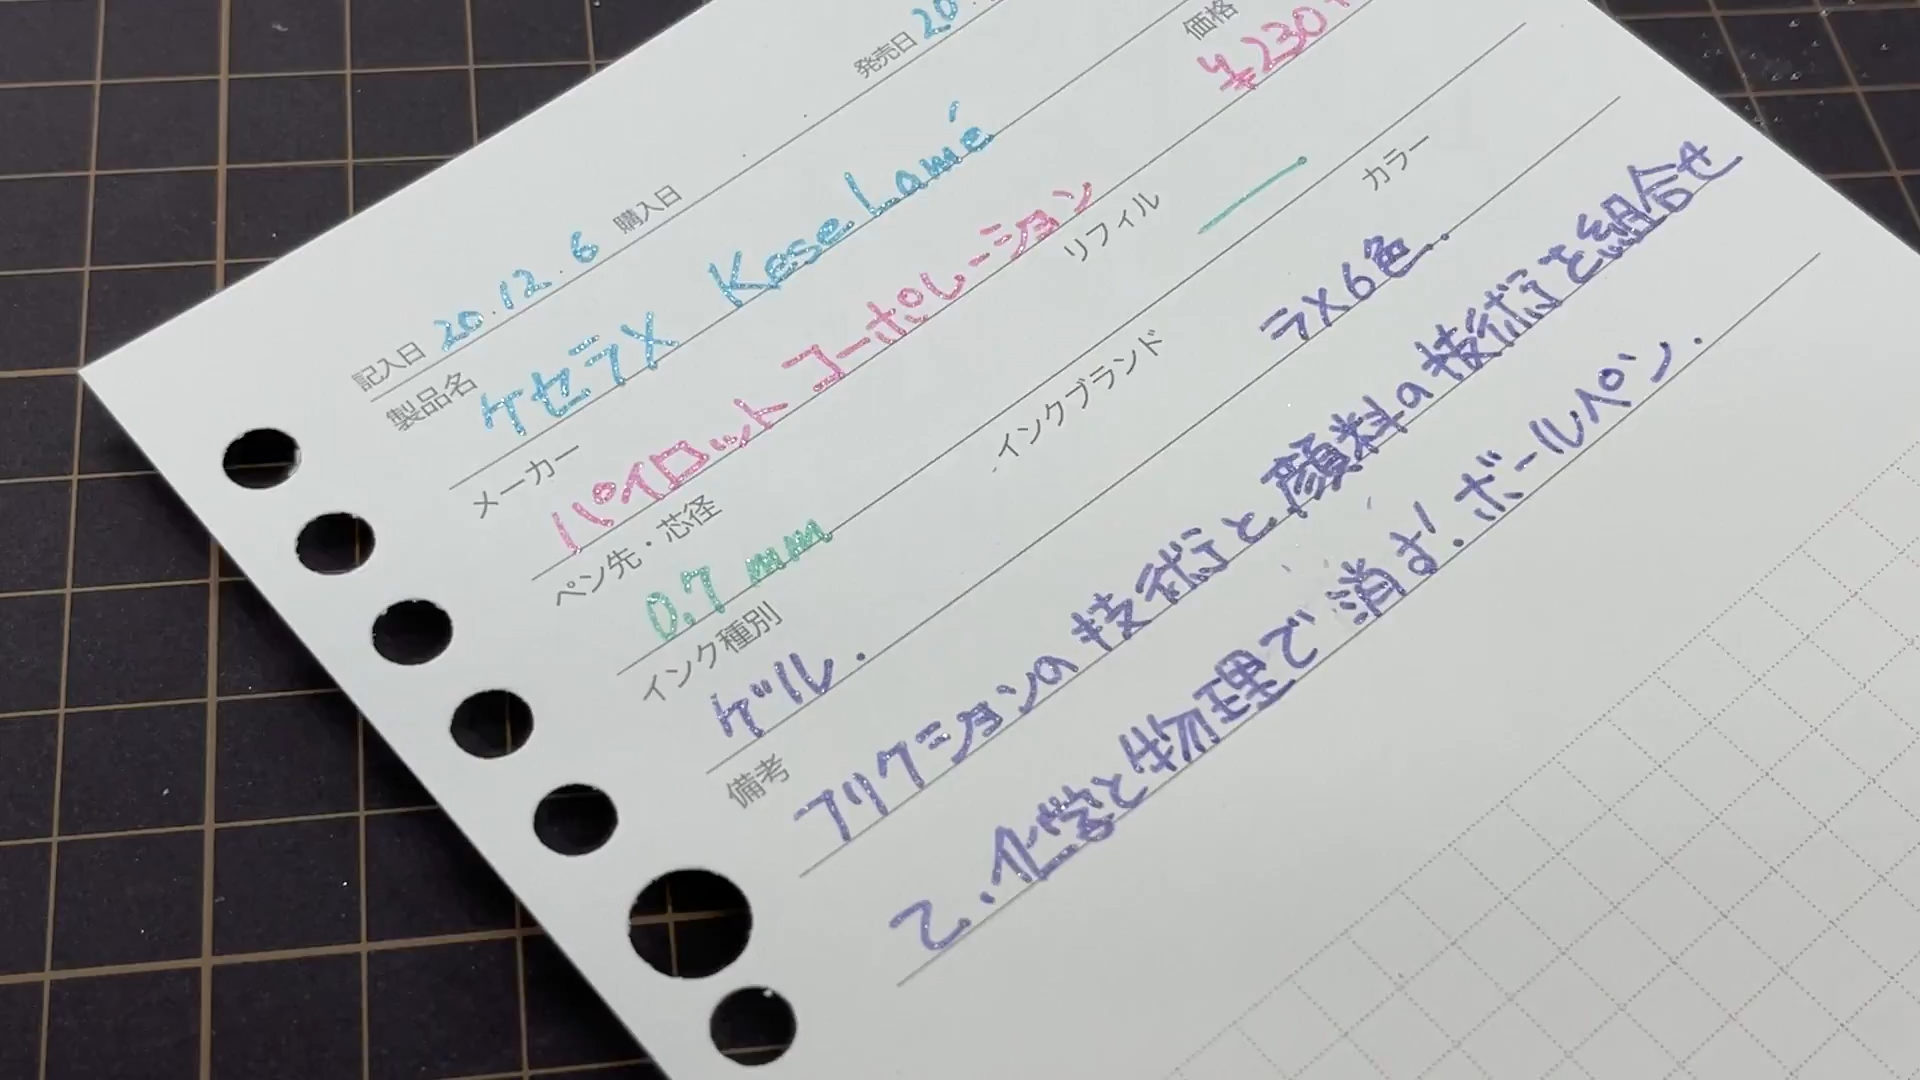 発売日 20.
価格 ¥230+
記入日 20.12.6 購入日
製品名 ケセラメ Kese Lamé
メーカー パイロットコーポレーション
ペン先・芯径 0.7 mm リフィル
インク種別 ゲル. インクブランド カラー ラメ6色..
備考 フリクションの技術と顔料の技術を組合せ
て.化学と物理で消す.ボールペン.